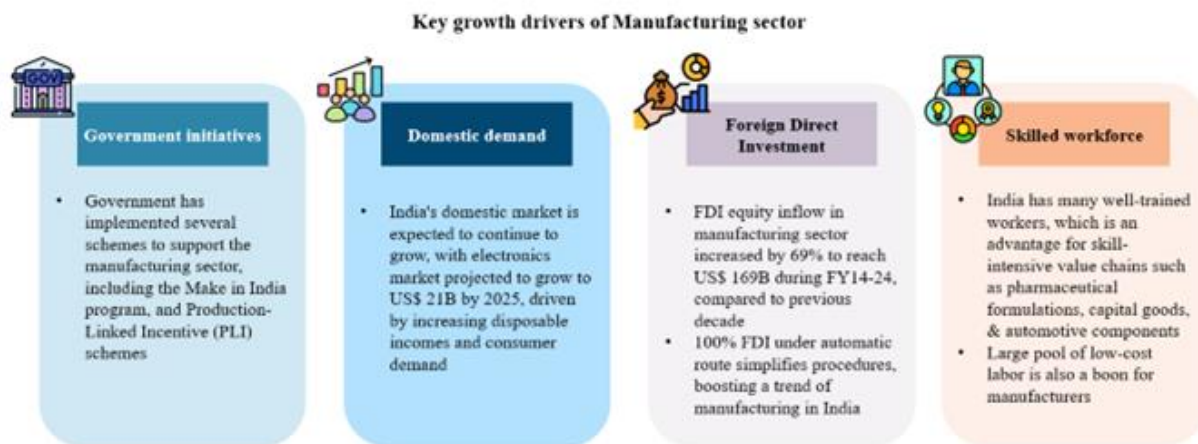 Key growth drivers of Manufacturing sector
GOV
Government initiatives
• Government has
implemented several
schemes to support the
manufacturing sector,
including the Make in India
program, and Production-
Linked Incentive (PLI)
schemes
Domestic demand
• India's domestic market is
expected to continue to
grow, with electronics
market projected to grow to
US$ 21B by 2025, driven
by increasing disposable
incomes and consumer
demand
$
Foreign Direct
Investment
• FDI equity inflow in
manufacturing sector
increased by 69% to reach
US$ 169B during FY14-24,
compared to previous
decade
• 100% FDI under automatic
route simplifies procedures,
boosting a trend of
manufacturing in India
Skilled workforce
• India has many well-trained
workers, which is an
advantage for skill-
intensive value chains such
as pharmaceutical
formulations, capital goods,
& automotive components
• Large pool of low-cost
labor is also a boon for
manufacturers